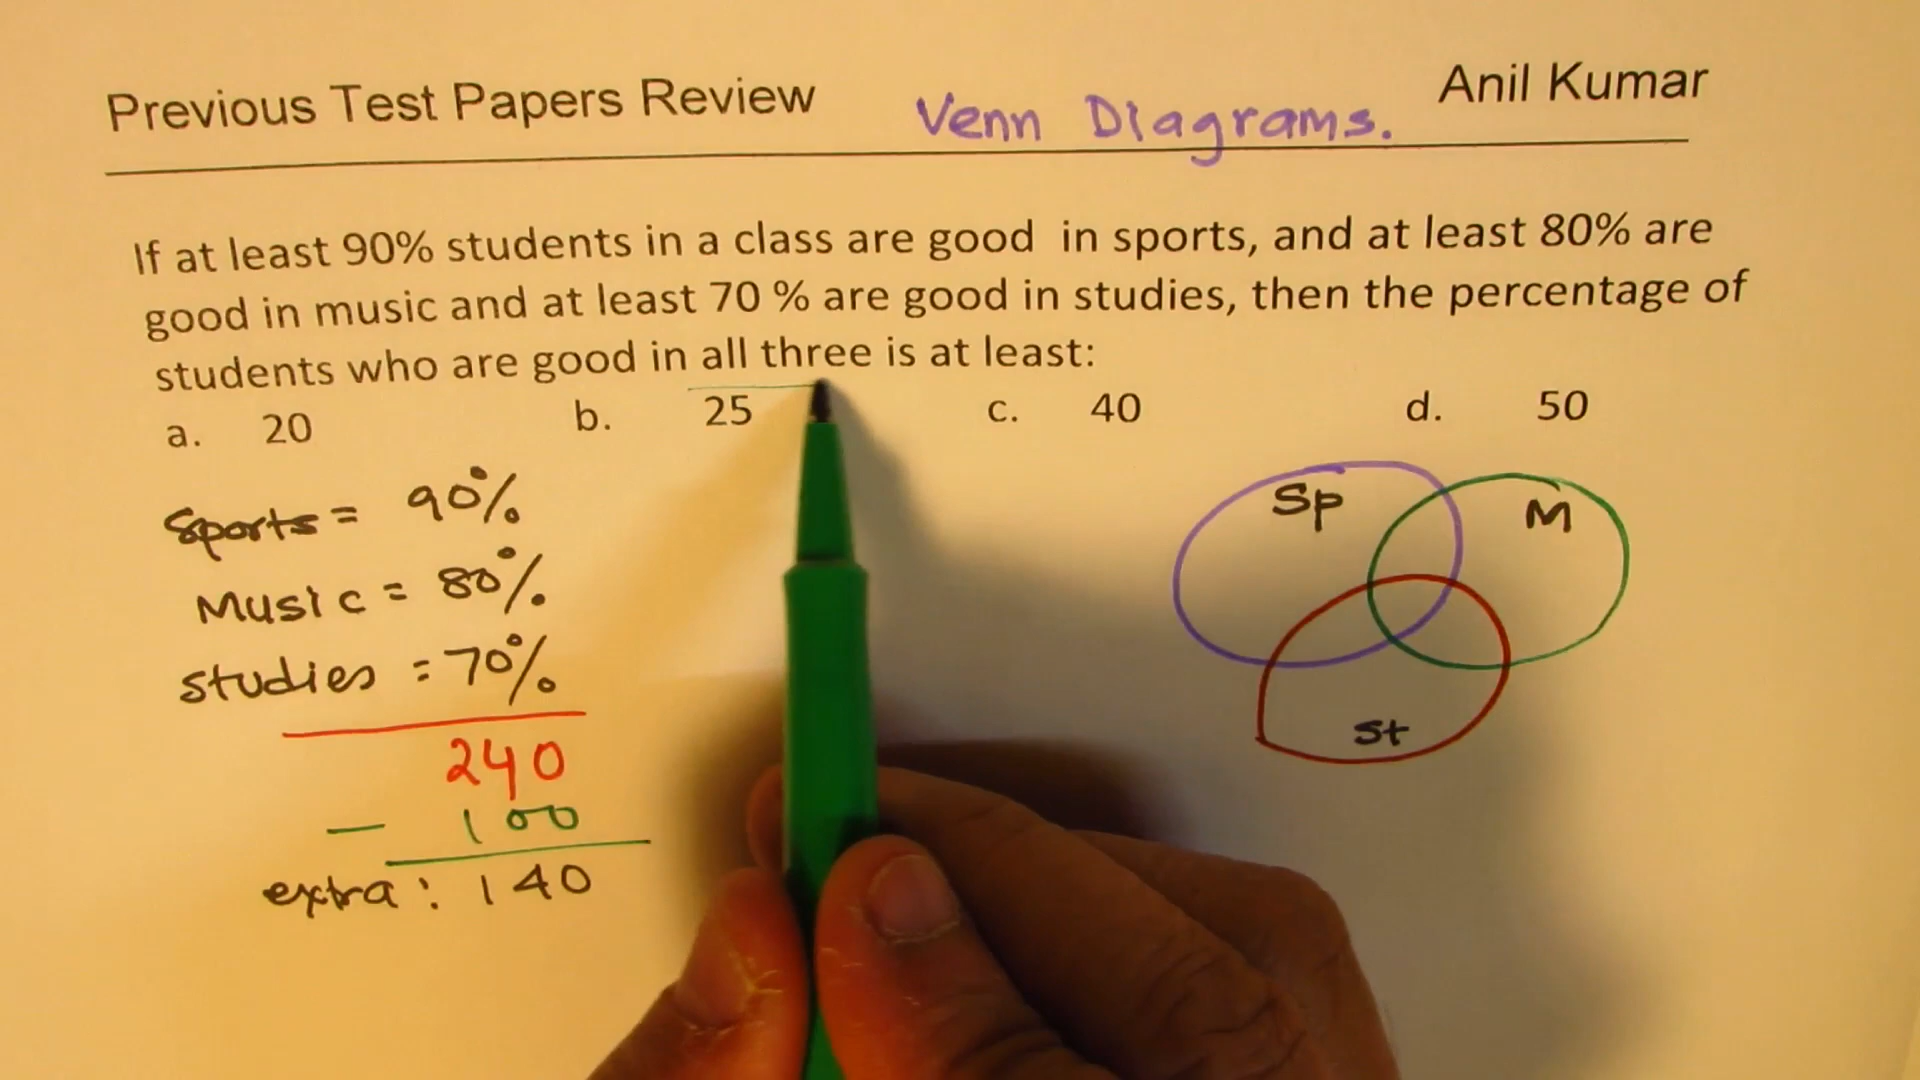 Previous Test Papers Review Venn Diagrams. Anil Kumar
If at least 90% students in a class are good in sports, and at least 80% are
good in music and at least 70 % are good in studies, then the percentage of
students who are good in all three is at least:
a. 20 b. 25 c. 40 d. 50
Sports = 90%
Music = 80%
studies = 70%
240
- 100
extra : 140
Sp M
St